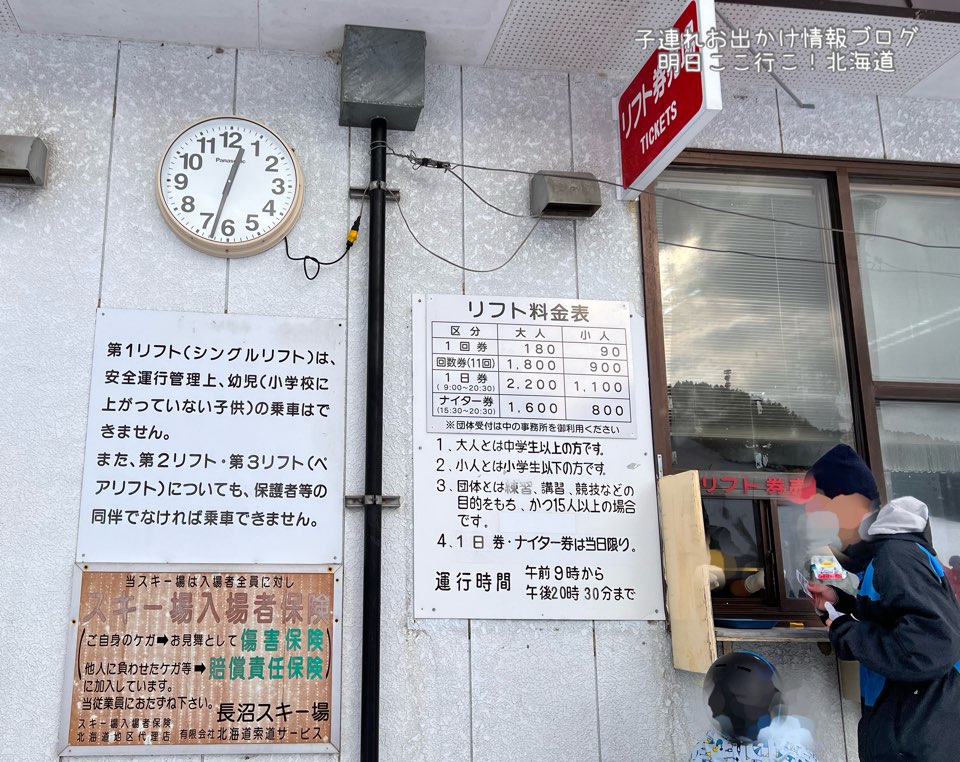 子連れお出かけ情報ブログ
明日ここ行こ！北海道
リフト券
TICKETS
12
1
2
3
4
5
6
7
8
9
10
11
Panasonic
第1リフト(シングルリフト)は、
安全運行管理上、幼児(小学校に
上がっていない子供)の乗車はで
きません。
また、第2リフト・第3リフト(ペ
アリフト)についても、保護者等の
同伴でなければ乗車できません。
当スキー場は入場者全員に対し
スキー場入場者保険
(ご自身のケガ➡お見舞として傷害保険
他人に負わせたケガ等➡賠償責任保険)
に加入しています。
当従業員におたずね下さい。
長沼スキー場
スキー場入場者保険
北海道地区代理店 有限会社北海道索道サービス
リフト料金表
区分 大人 小人
1回券 180 90
回数券(11回) 1,800 900
1日券 (9:00~20:30) 2,200 1,100
ナイター券 (15:30~20:30) 1,600 800
※団体受付は中の事務所を御利用ください
1、大人とは中学生以上の方です。
2、小人とは小学生以下の方です。
3、団体とは練習、講習、競技などの
目的をもち、かつ15人以上の場合
です。
4、1日券・ナイター券は当日限り。
運行時間 午前9時から
午後20時30分まで
リフト券売